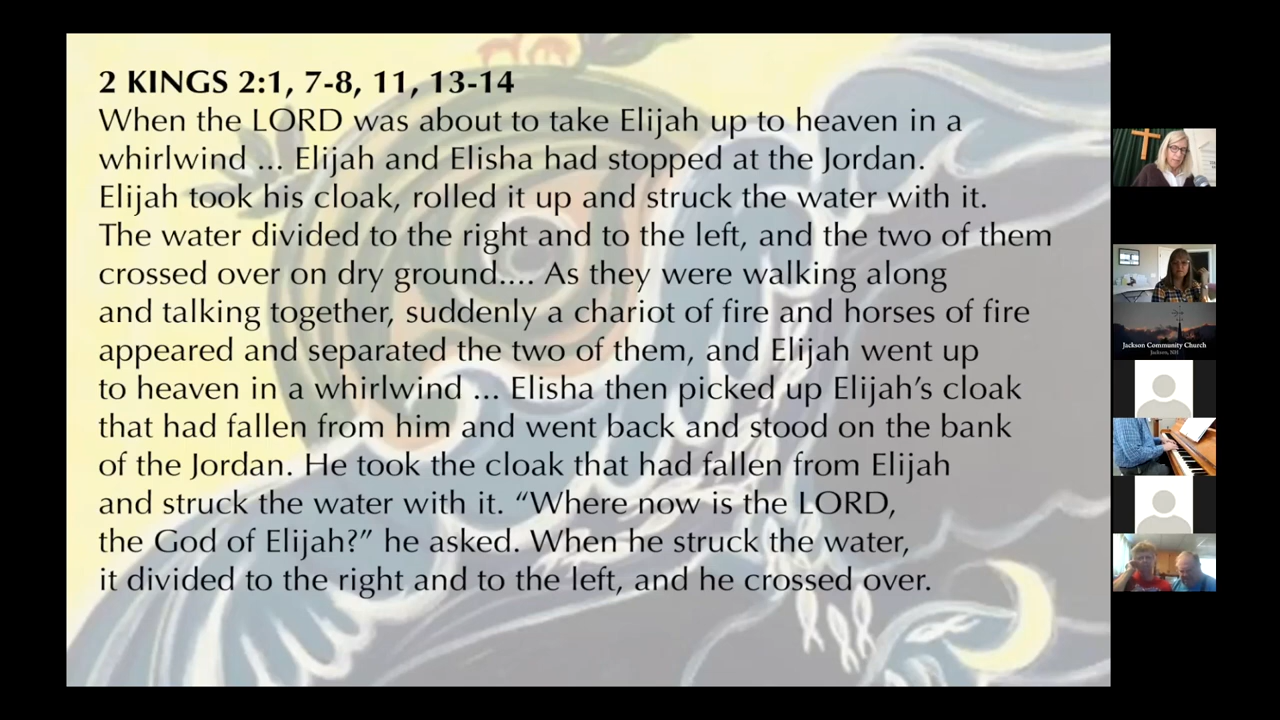 2 KINGS 2:1, 7-8, 11, 13-14
When the LORD was about to take Elijah up to heaven in a
whirlwind ... Elijah and Elisha had stopped at the Jordan.
Elijah took his cloak, rolled it up and struck the water with it.
The water divided to the right and to the left, and the two of them
crossed over on dry ground.... As they were walking along
and talking together, suddenly a chariot of fire and horses of fire
appeared and separated the two of them, and Elijah went up
to heaven in a whirlwind ... Elisha then picked up Elijah’s cloak
that had fallen from him and went back and stood on the bank
of the Jordan. He took the cloak that had fallen from Elijah
and struck the water with it. “Where now is the LORD,
the God of Elijah?” he asked. When he struck the water,
it divided to the right and to the left, and he crossed over.
Jackson Community Church
Jackson, NH